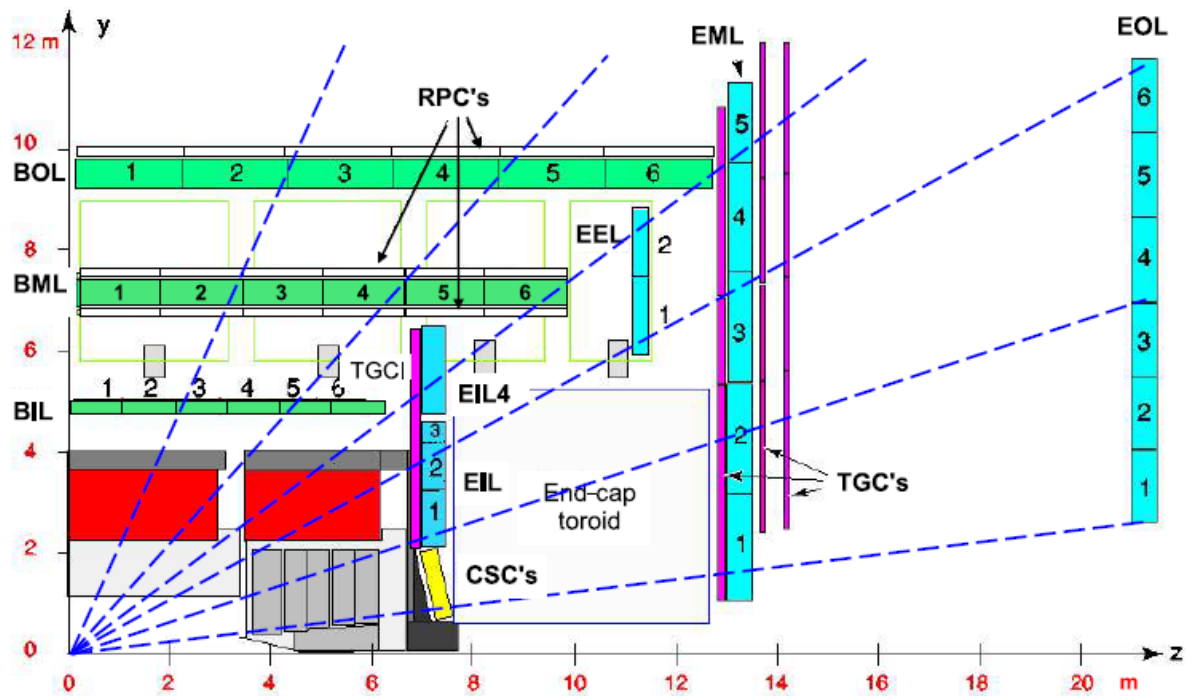 12 m
y
EML
EOL
RPC's
10
BOL
1 2 3 4 5 6
5
6
5
4
EEL
2
1
8
BML
1 2 3 4 5 6
4
3
3
6
TGCI
1 2 3 4 5 6
BIL
EIL4
4
3
2
1
EIL
End-cap
toroid
2
TGC's
2
1
2
CSC's
1
0
z
0 2 4 6 8 10 12 14 16 18 m 20